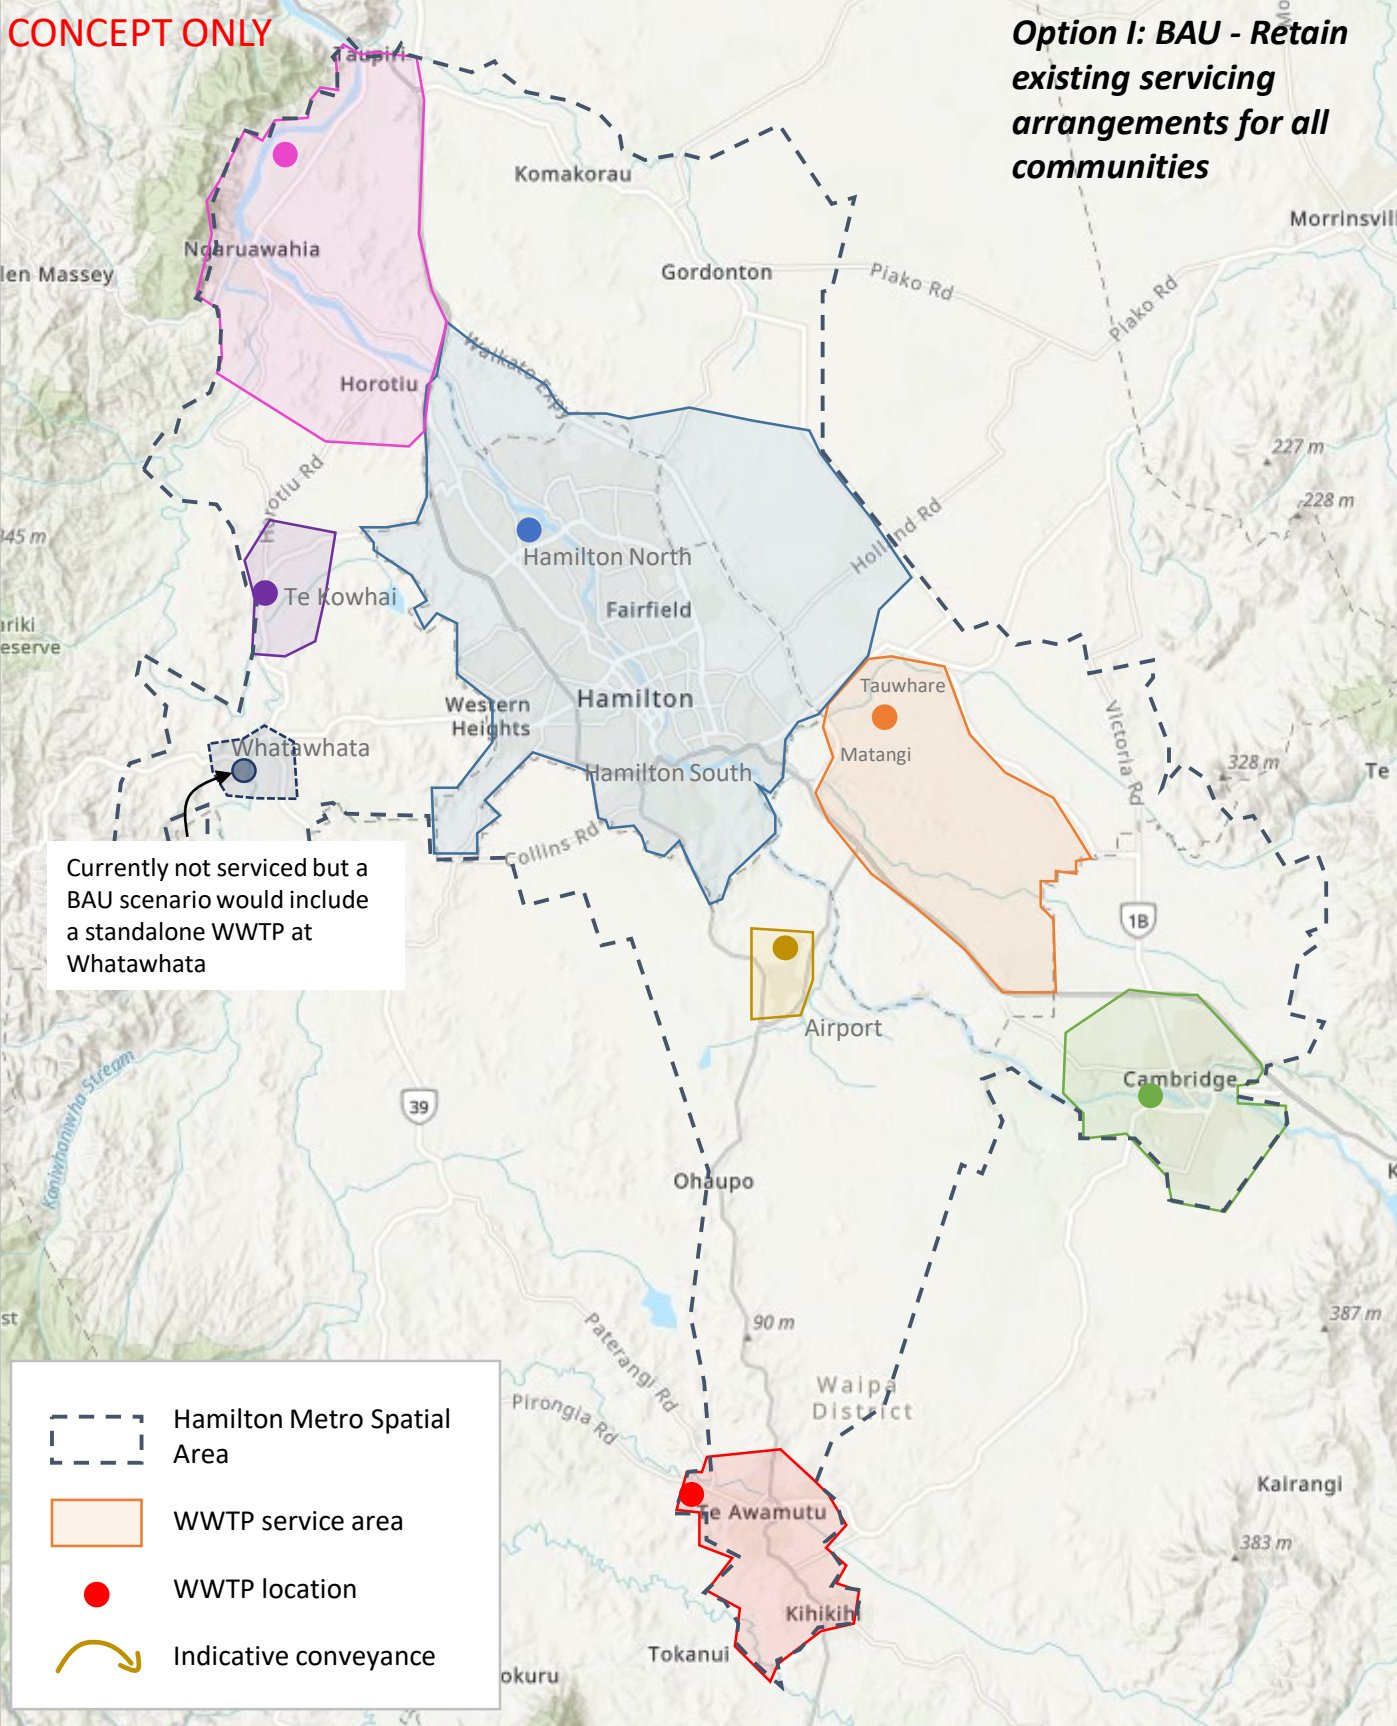 CONCEPT ONLY
Option I: BAU - Retain
existing servicing
arrangements for all
communities
Taupiri
Komakorau
Morrinsvill
Ngaruawahia
len Massey
Gordonton
Piako Rd
Piako Rd
Waikato Expy
Horotiu
227 m
228 m
Horotiu Rd
345 m
Holland Rd
Hamilton North
Te Kowhai
Fairfield
ariki
eserve
Tauwhare
Hamilton
Western
Heights
Victoria Rd
Whatawhata
Matangi
328 m
Te
Hamilton South
Collins Rd
Currently not serviced but a
BAU scenario would include
a standalone WWTP at
Whatawhata
1B
Airport
Kaniwhaniwha Stream
Cambridge
39
K
Ohaupo
st
90 m
387 m
Paterangi Rd
Waipa
District
Pirongia Rd
Hamilton Metro Spatial
Area
WWTP service area
WWTP location
Indicative conveyance
Te Awamutu
Kairangi
383 m
Kihikihi
Tokanui
okuru